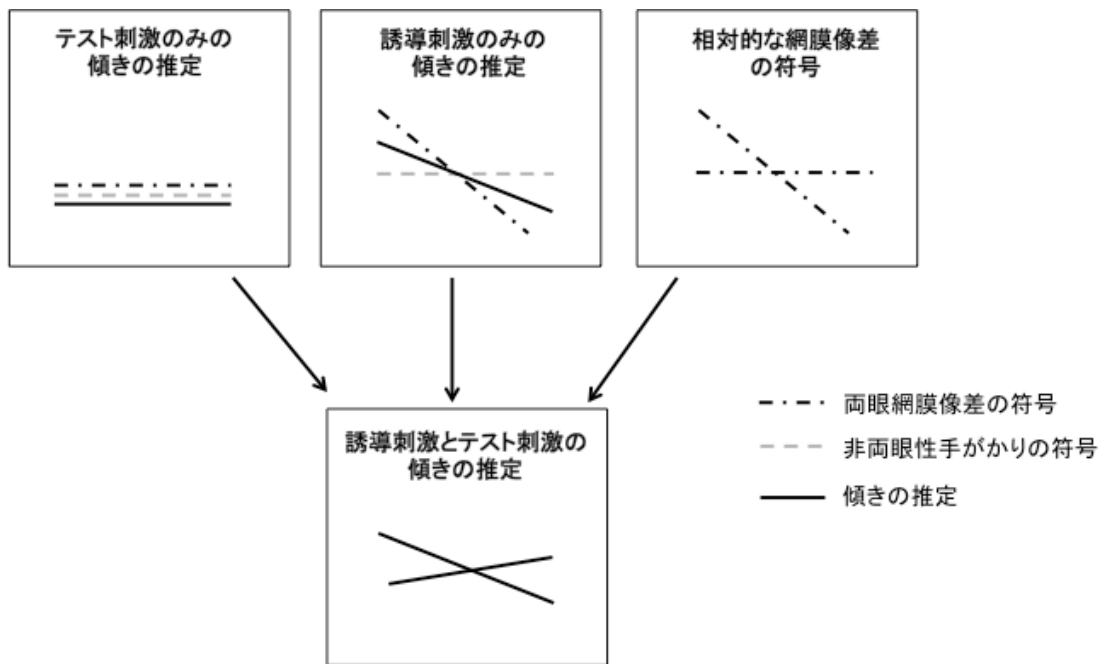 テスト刺激のみの
傾きの推定
誘導刺激のみの
傾きの推定
相対的な網膜像差
の符号
誘導刺激とテスト刺激の
傾きの推定
両眼網膜像差の符号
非両眼性手がかりの符号
傾きの推定